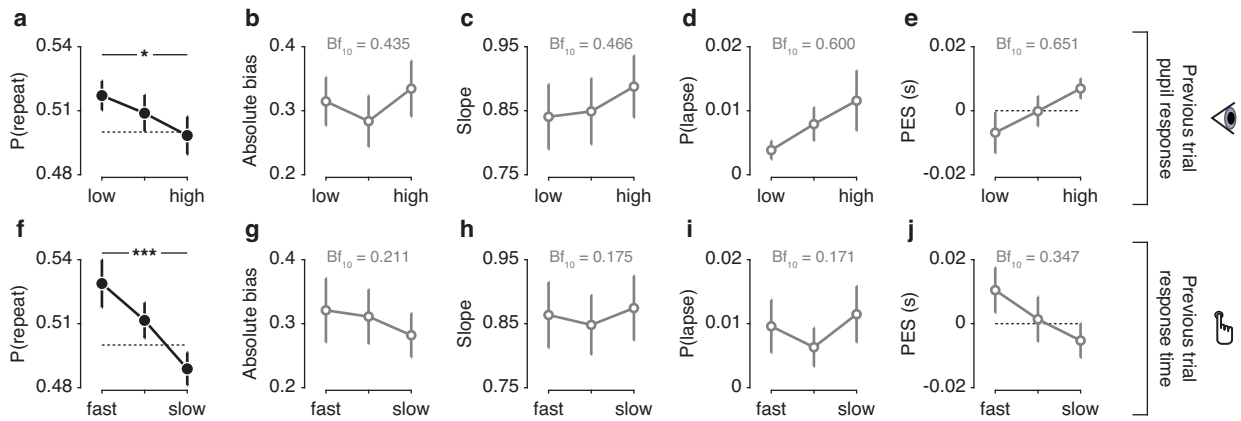 a
P(repeat)
0.54
0.51
0.48
*
low
high
b
Absolute bias
0.4
0.3
0.2
Bf10 = 0.435
low
high
c
Slope
0.95
0.85
0.75
Bf10 = 0.466
low
high
d
P(lapse)
0.02
0.01
0
Bf10 = 0.600
low
high
e
PES (s)
0.02
0
-0.02
Bf10 = 0.651
low
high
Previous trial
pupil response
f
P(repeat)
0.54
0.51
0.48
***
fast
slow
g
Absolute bias
0.4
0.3
0.2
Bf10 = 0.211
fast
slow
h
Slope
0.95
0.85
0.75
Bf10 = 0.175
fast
slow
i
P(lapse)
0.02
0.01
0
Bf10 = 0.171
fast
slow
j
PES (s)
0.02
0
-0.02
Bf10 = 0.347
fast
slow
Previous trial
response time